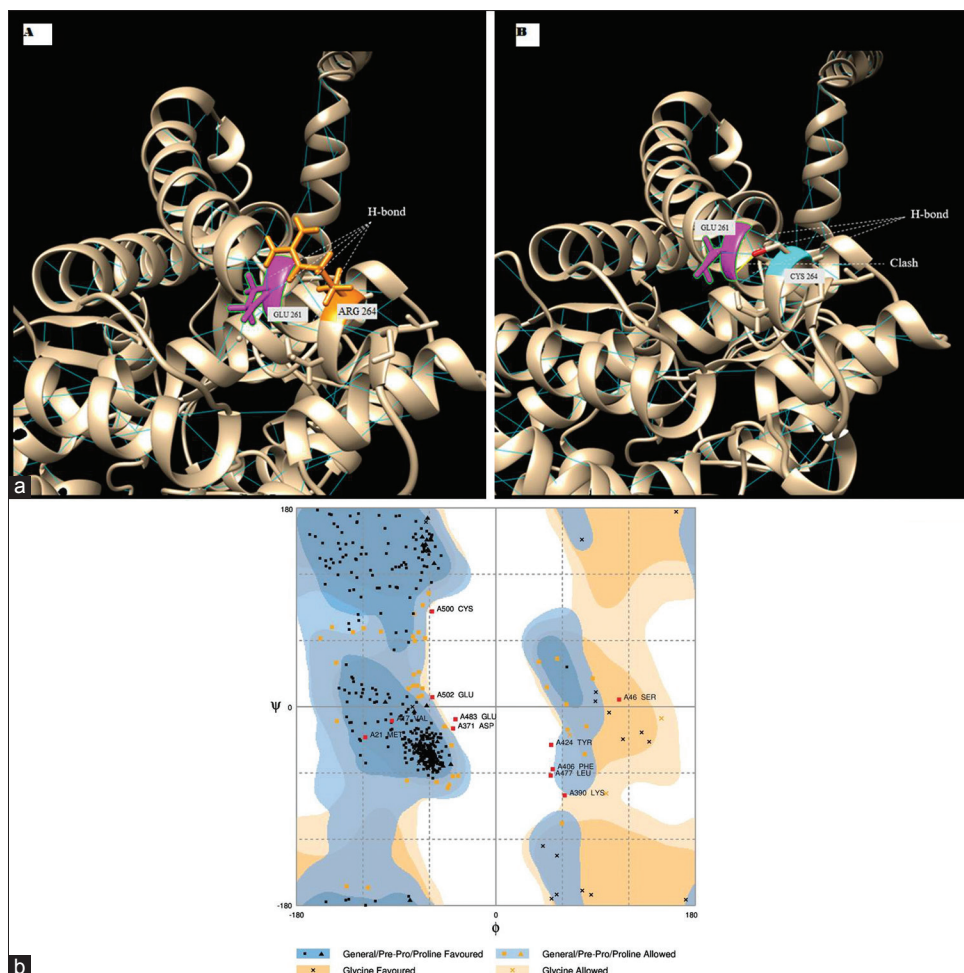 A
B
H-bond
GLU 261
ARG 264
H-bond
GLU 261
Clash
CYS 264
a
180
A500 CYS
A502 GLU
A46 SER
ψ
0
A483 GLU
VAL
A371 ASP
A21 MET
A424 TYR
A406 PHE
A477 LEU
A390 LYS
-180
-180
0
180
ϕ
b
General/Pre-Pro/Proline Favoured
General/Pre-Pro/Proline Allowed
Glycine Favoured
Glycine Allowed